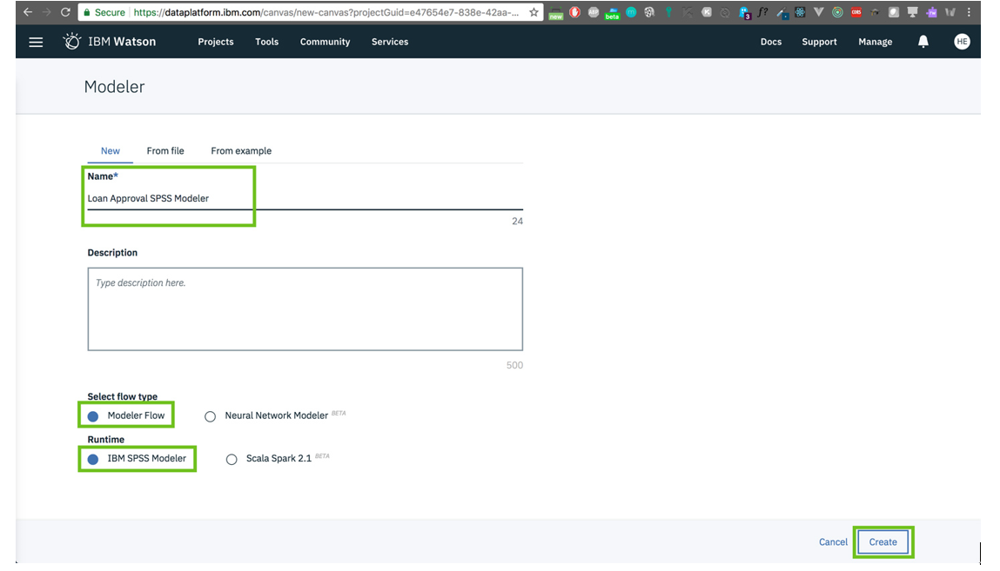 Secure https://dataplatform.ibm.com/canvas/new-canvas?projectGuid=e47654e7-838e-42aa-...
new
beta
3
f?
CORS
IBM Watson Projects Tools Community Services Docs Support Manage HE
Modeler
New From file From example
Name*
Loan Approval SPSS Modeler
24
Description
Type description here.
500
Select flow type
Modeler Flow Neural Network Modeler BETA
Runtime
IBM SPSS Modeler Scala Spark 2.1 BETA
Cancel Create